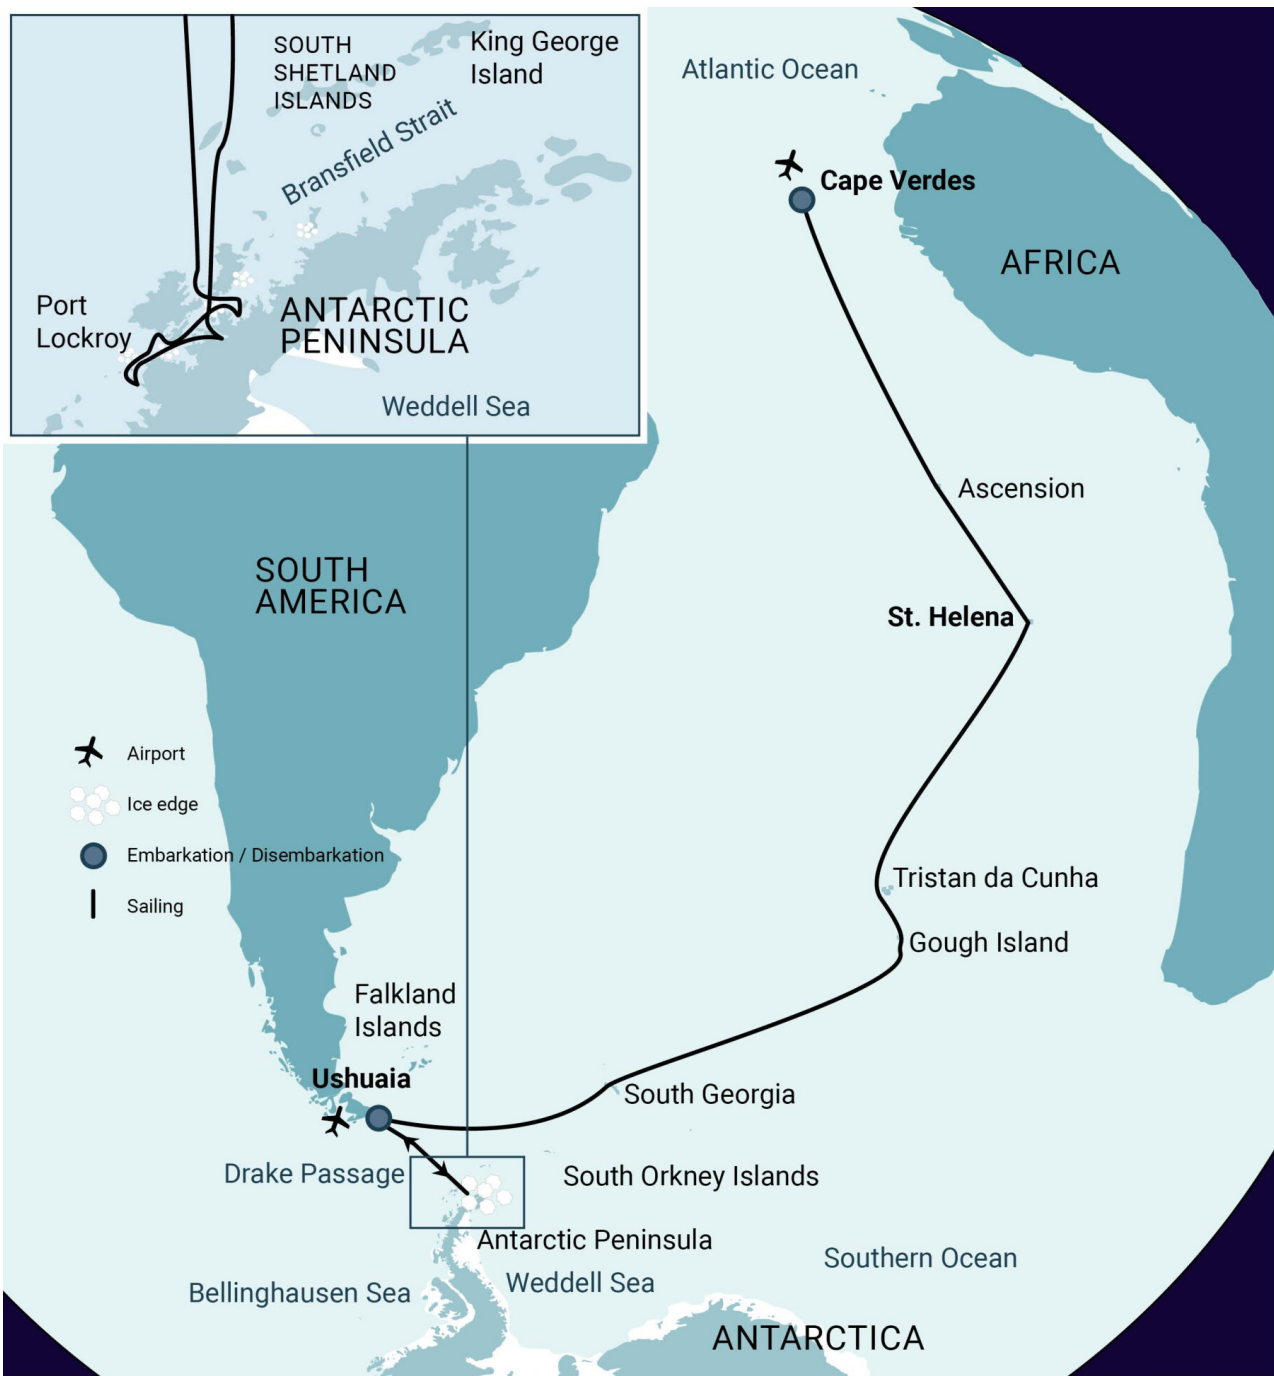 SOUTH
SHETLAND
ISLANDS
King George
Island
Bransfield Strait
Port
Lockroy
ANTARCTIC
PENINSULA
Weddell Sea
Atlantic Ocean
Cape Verdes
AFRICA
Ascension
SOUTH
AMERICA
St. Helena
Airport
Ice edge
Embarkation / Disembarkation
Sailing
Tristan da Cunha
Gough Island
Falkland
Islands
Ushuaia
South Georgia
Drake Passage
South Orkney Islands
Antarctic Peninsula
Southern Ocean
Weddell Sea
Bellinghausen Sea
ANTARCTICA